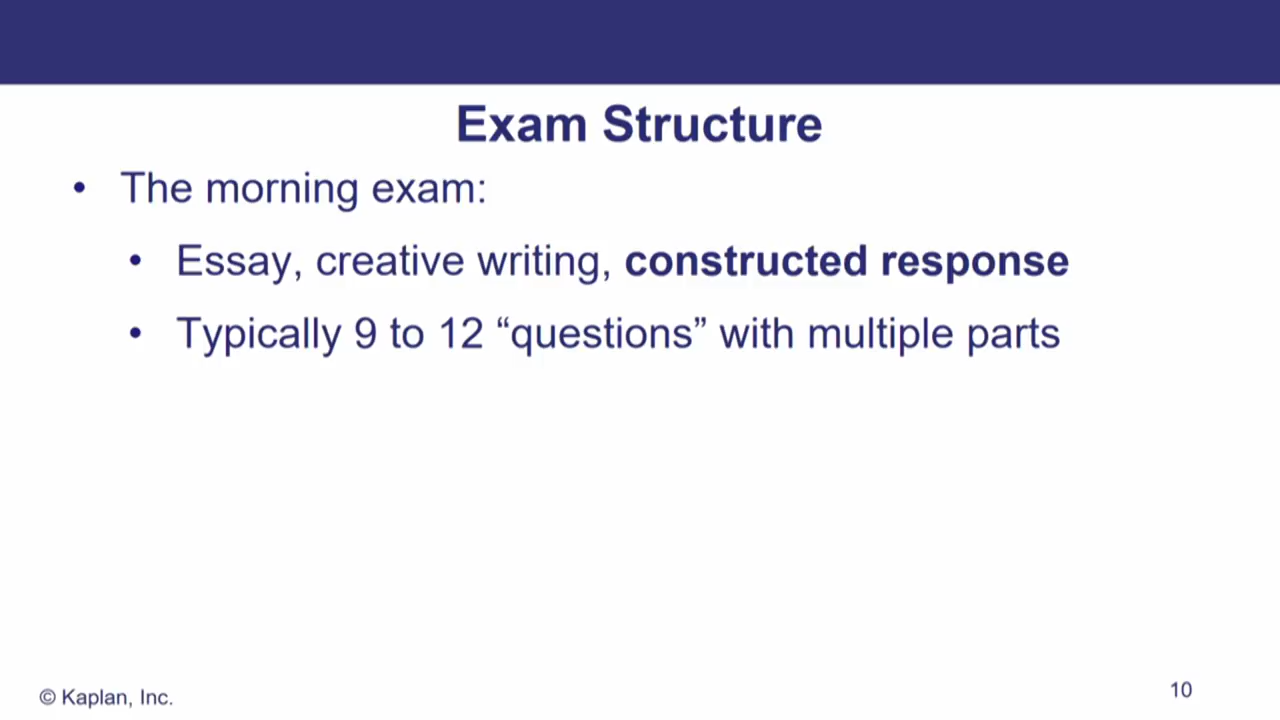 Exam Structure
• The morning exam:
• Essay, creative writing, constructed response
• Typically 9 to 12 “questions” with multiple parts
© Kaplan, Inc.
10